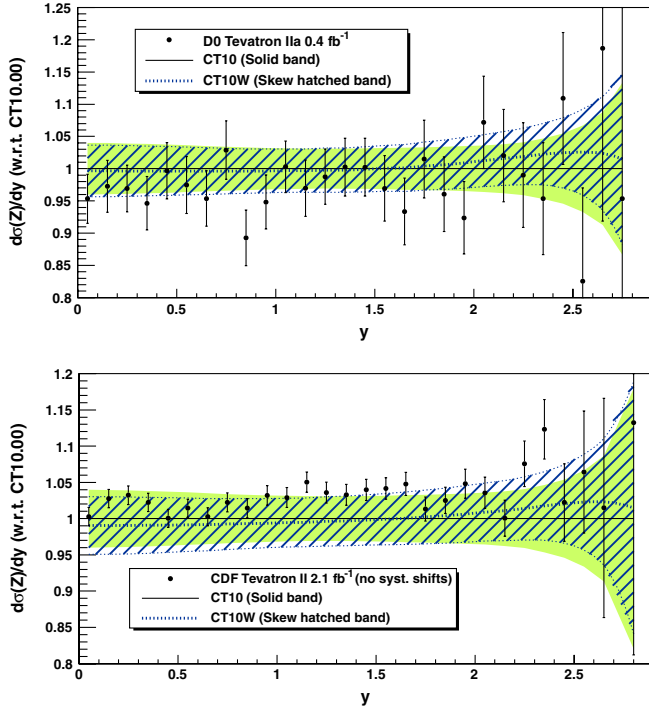 dσ(Z)/dy (w.r.t. CT10.00)
1.25
1.2
1.15
1.1
1.05
1
0.95
0.9
0.85
0.8
D0 Tevatron IIa 0.4 fb⁻¹
CT10 (Solid band)
CT10W (Skew hatched band)
0 0.5 1 1.5 2 2.5 3
y
dσ(Z)/dy (w.r.t. CT10.00)
1.2
1.15
1.1
1.05
1
0.95
0.9
0.85
0.8
CDF Tevatron II 2.1 fb⁻¹ (no syst. shifts)
CT10 (Solid band)
CT10W (Skew hatched band)
0 0.5 1 1.5 2 2.5 3
y